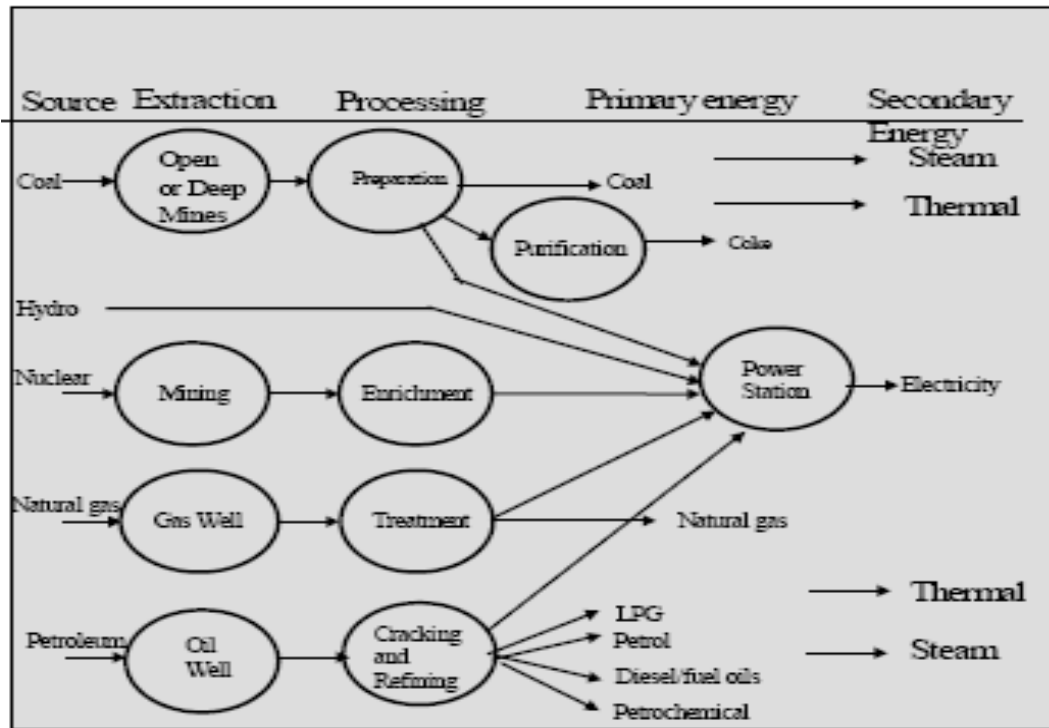 Source Extraction Processing Primary energy Secondary
Energy
Coal
Open
or Deep
Mines
Preparation
Coal
Steam
Thermal
Purification
Coke
Hydro
Nuclear
Mining
Enrichment
Power
Station
Electricity
Natural gas
Gas Well
Treatment
Natural gas
Petroleum
Oil
Well
Cracking
and
Refining
LPG
Petrol
Diesel/fuel oils
Petrochemical
Thermal
Steam